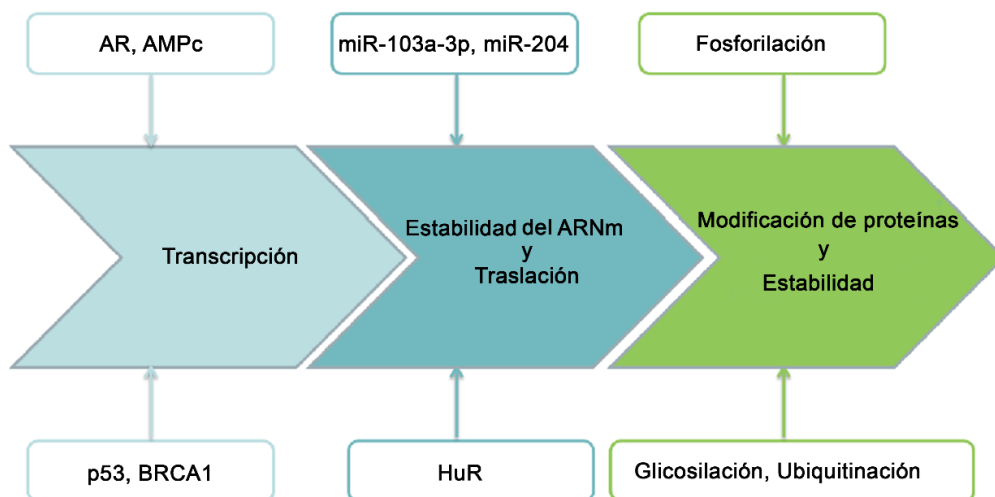 AR, AMPc
miR-103a-3p, miR-204
Fosforilación
Transcripción
Estabilidad del ARNm
y
Traslación
Modificación de proteínas
y
Estabilidad
p53, BRCA1
HuR
Glicosilación, Ubiquitinación